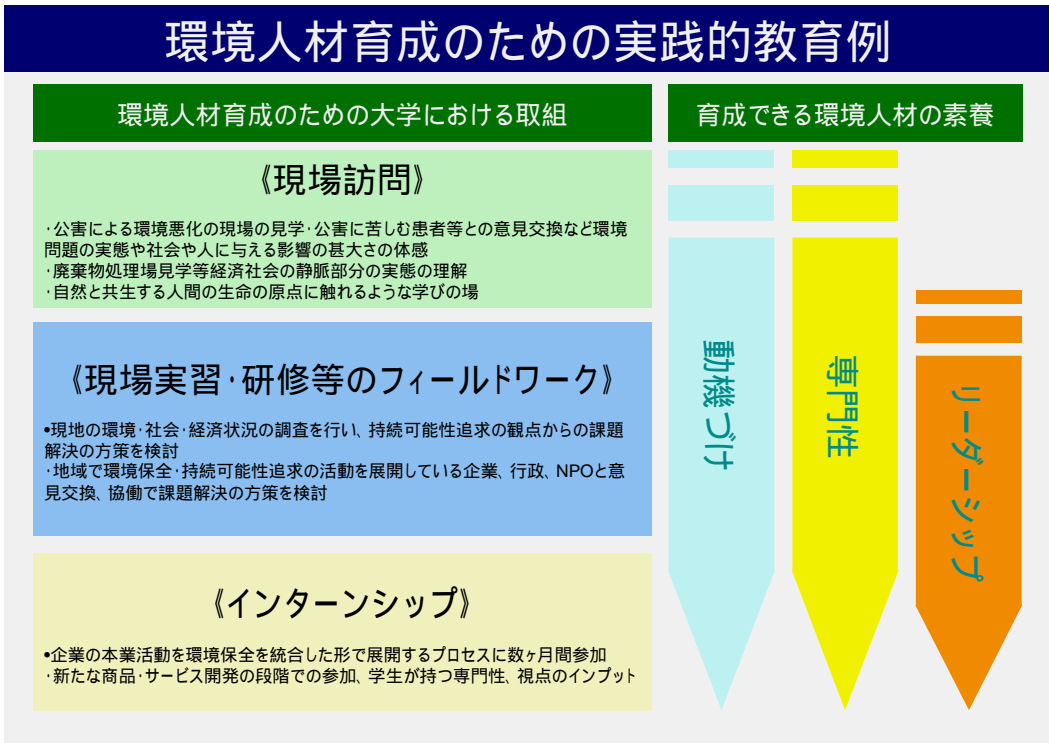 環境人材育成のための実践的教育例
環境人材育成のための大学における取組
育成できる環境人材の素養
《現場訪問》
・公害による環境悪化の現場の見学・公害に苦しむ患者等との意見交換など環境
問題の実態や社会や人に与える影響の甚大さの体感
・廃棄物処理場見学等経済社会の静脈部分の実態の理解
・自然と共生する人間の生命の原点に触れるような学びの場
《現場実習・研修等のフィールドワーク》
•現地の環境・社会・経済状況の調査を行い、持続可能性追求の観点からの課題
解決の方策を検討
・地域で環境保全・持続可能性追求の活動を展開している企業、行政、NPOと意
見交換、協働で課題解決の方策を検討
《インターンシップ》
•企業の本業活動を環境保全を統合した形で展開するプロセスに数ヶ月間参加
・新たな商品・サービス開発の段階での参加、学生が持つ専門性、視点のインプット
動機づけ
専門性
リーダーシップ